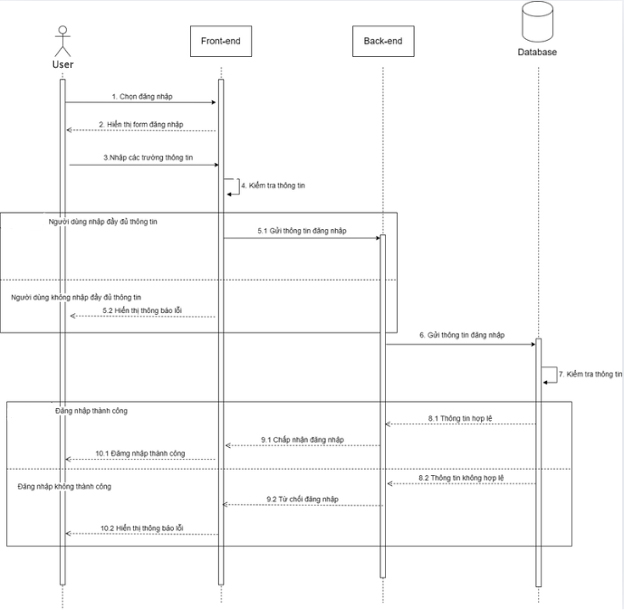 User
Front-end
Back-end
Database
1. Chọn đăng nhập
2. Hiển thị form đăng nhập
3.Nhập các trường thông tin
4. Kiểm tra thông tin
Người dùng nhập đầy đủ thông tin
5.1 Gửi thông tin đăng nhập
Người dùng không nhập đầy đủ thông tin
5.2 Hiển thị thông báo lỗi
6. Gửi thông tin đăng nhập
7. Kiểm tra thông tin
Đăng nhập thành công
8.1 Thông tin hợp lệ
9.1 Chấp nhận đăng nhập
10.1 Đăng nhập thành công
8.2 Thông tin không hợp lệ
Đăng nhập không thành công
9.2 Từ chối đăng nhập
10.2 Hiển thị thông báo lỗi